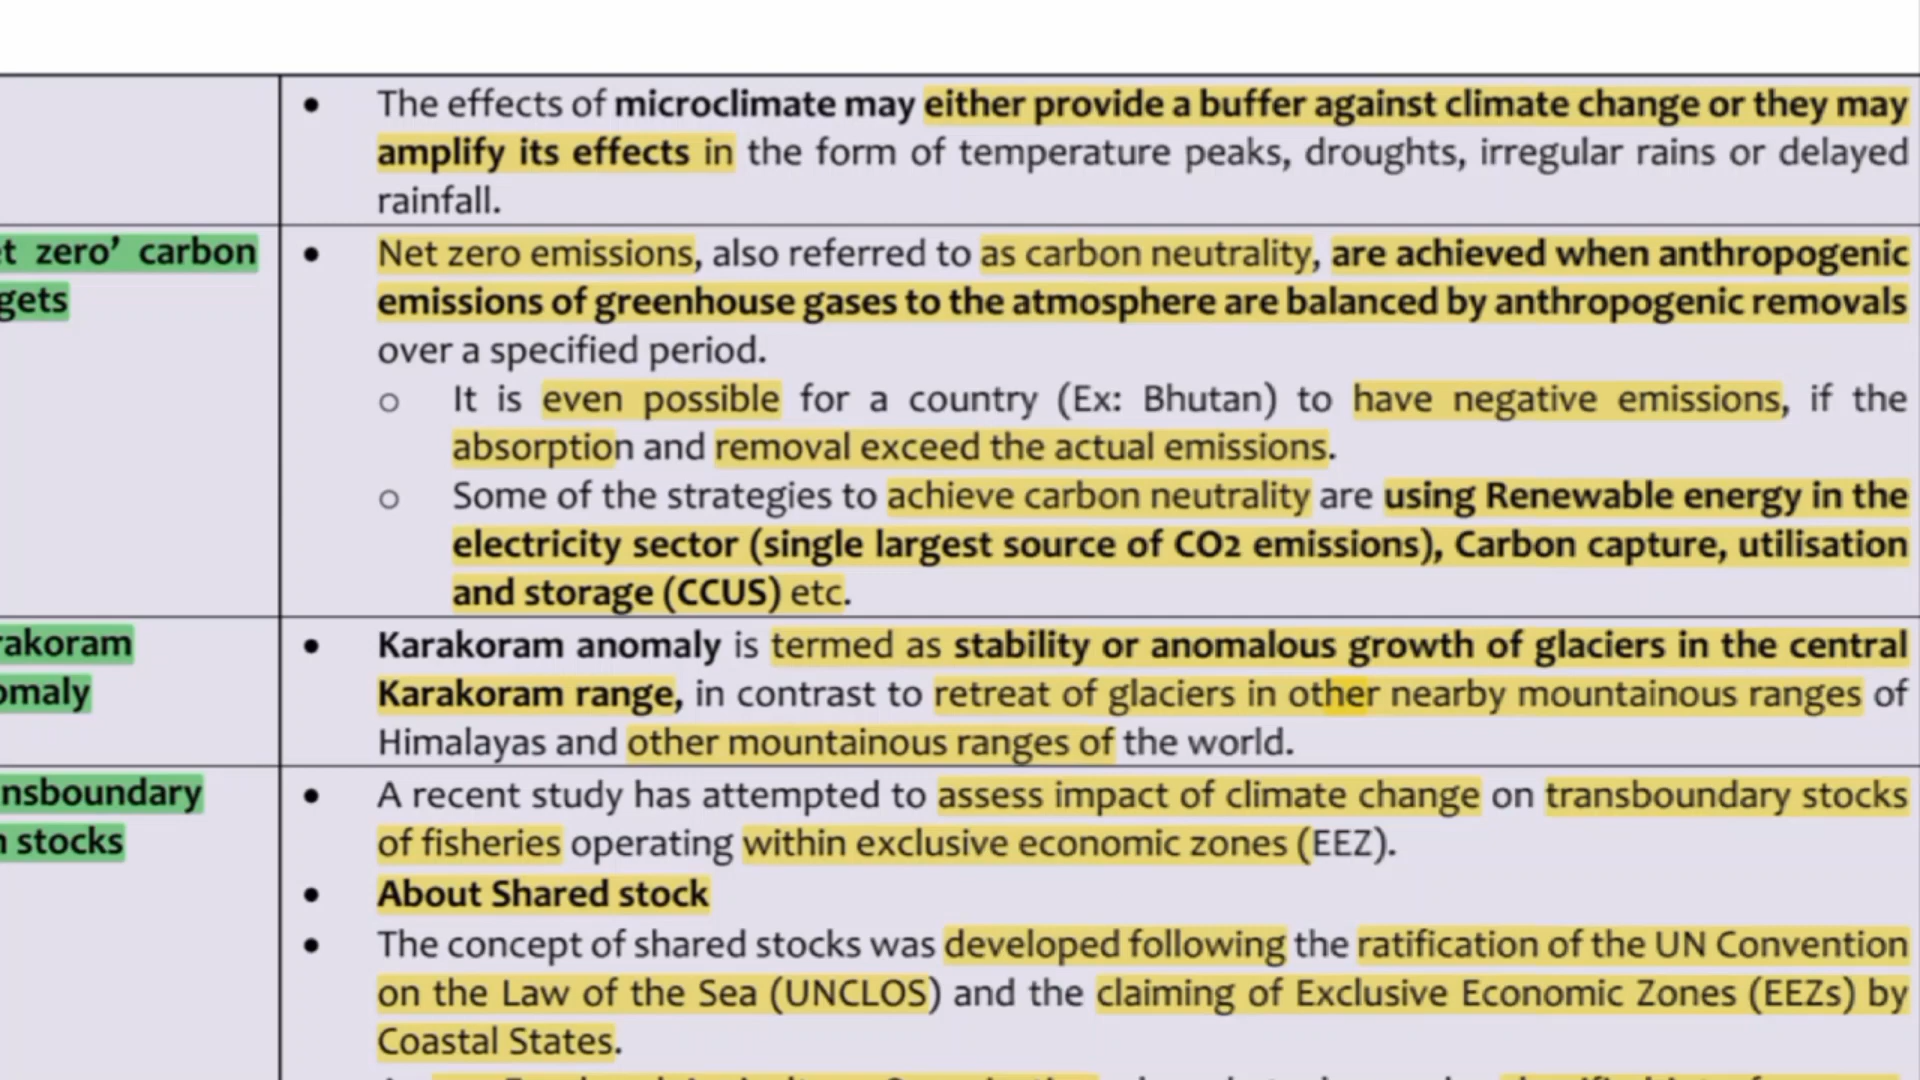 The effects of microclimate may either provide a buffer against climate change or they may
amplify its effects in the form of temperature peaks, droughts, irregular rains or delayed
rainfall.
et zero’ carbon
gets
Net zero emissions, also referred to as carbon neutrality, are achieved when anthropogenic
emissions of greenhouse gases to the atmosphere are balanced by anthropogenic removals
over a specified period.
It is even possible for a country (Ex: Bhutan) to have negative emissions, if the
absorption and removal exceed the actual emissions.
Some of the strategies to achieve carbon neutrality are using Renewable energy in the
electricity sector (single largest source of CO2 emissions), Carbon capture, utilisation
and storage (CCUS) etc.
rakoram
omaly
Karakoram anomaly is termed as stability or anomalous growth of glaciers in the central
Karakoram range, in contrast to retreat of glaciers in other nearby mountainous ranges of
Himalayas and other mountainous ranges of the world.
nsboundary
h stocks
A recent study has attempted to assess impact of climate change on transboundary stocks
of fisheries operating within exclusive economic zones (EEZ).
About Shared stock
The concept of shared stocks was developed following the ratification of the UN Convention
on the Law of the Sea (UNCLOS) and the claiming of Exclusive Economic Zones (EEZs) by
Coastal States.